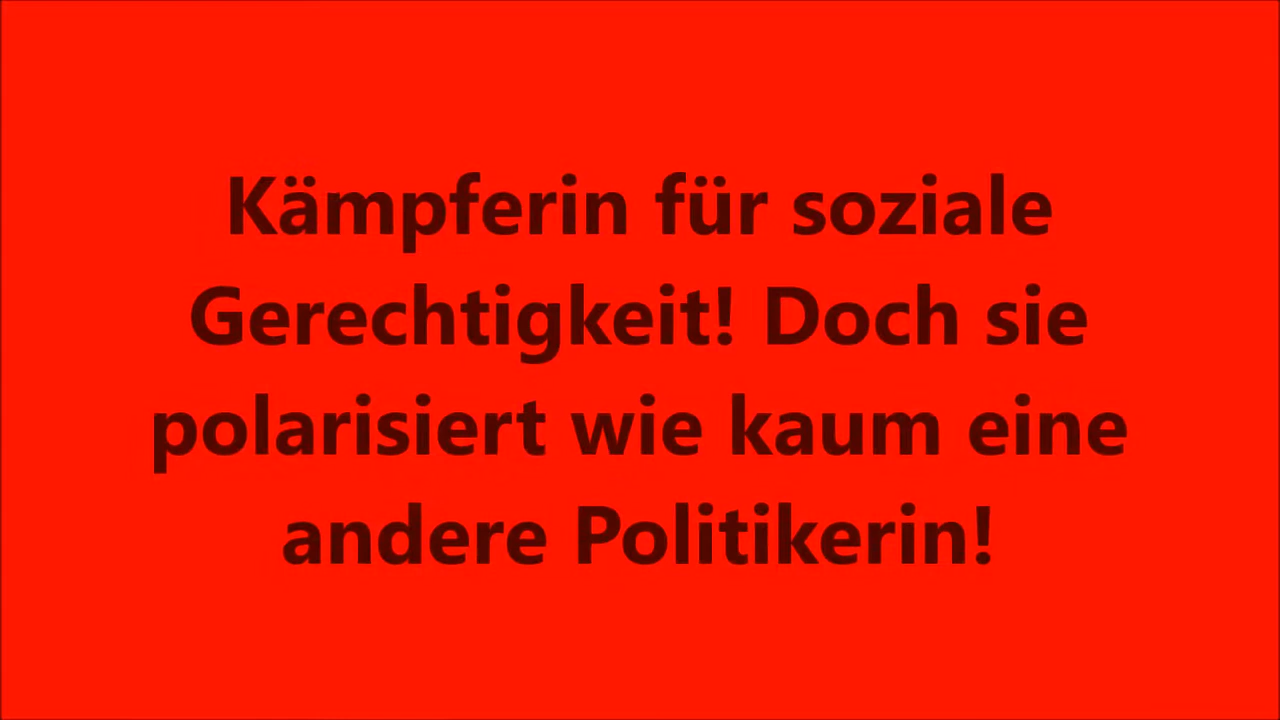 Kämpferin für soziale
Gerechtigkeit! Doch sie
polarisiert wie kaum eine
andere Politikerin!